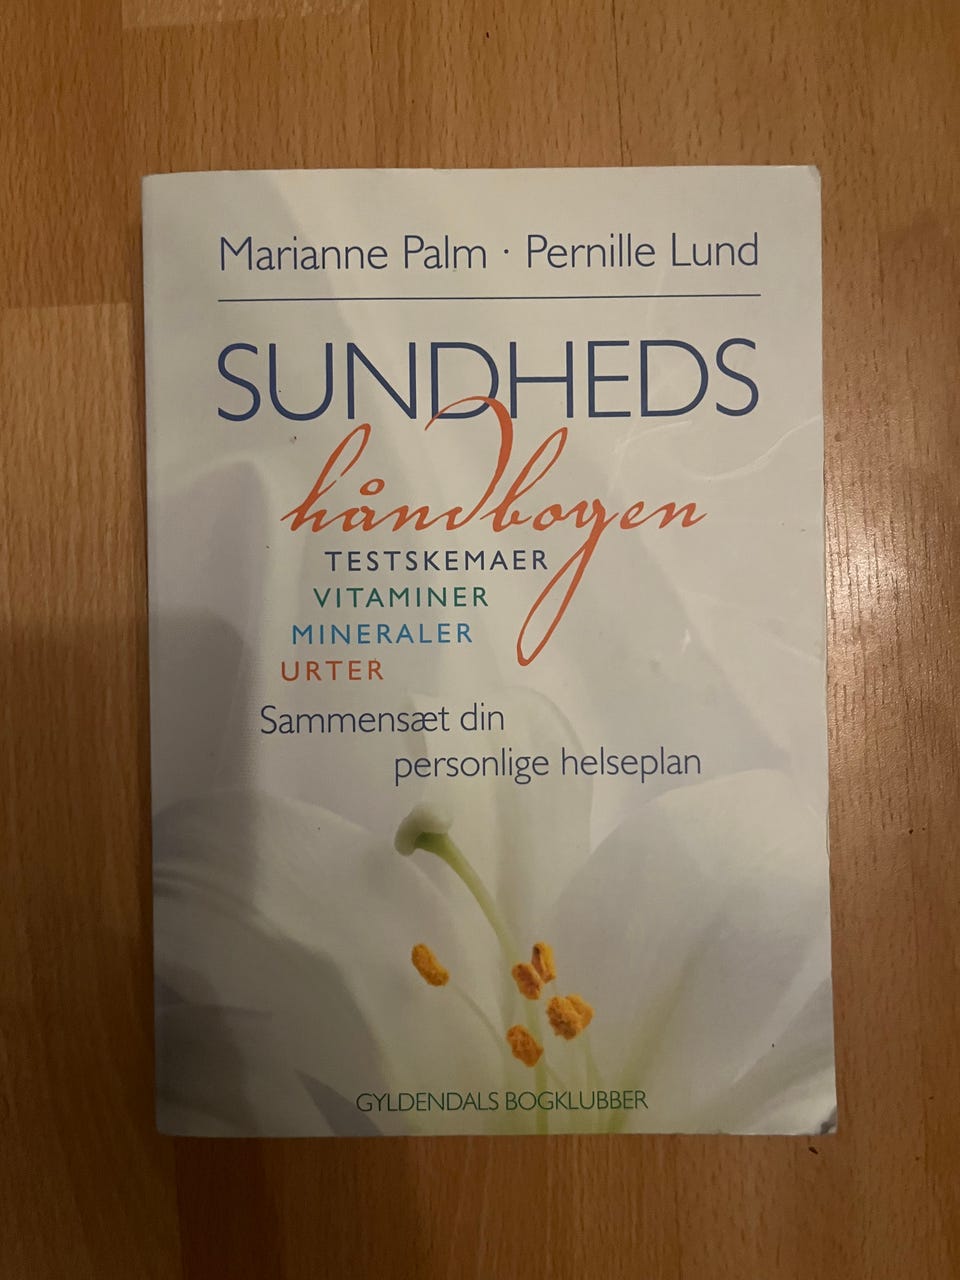 Marianne Palm · Pernille Lund
SUNDHEDS
håndbogen
TESTSKEMAER
VITAMINER
MINERALER
URTER
Sammensæt din
personlige helseplan
GYLDENDALS BOGKLUBBER